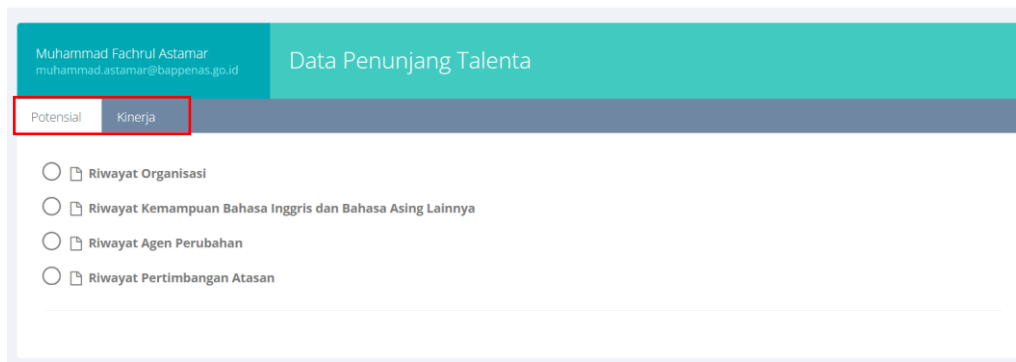 Muhammad Fachrul Astamar
muhammad.astamar@bappenas.go.id
Data Penunjang Talenta
Potensial
Kinerja
Riwayat Organisasi
Riwayat Kemampuan Bahasa Inggris dan Bahasa Asing Lainnya
Riwayat Agen Perubahan
Riwayat Pertimbangan Atasan